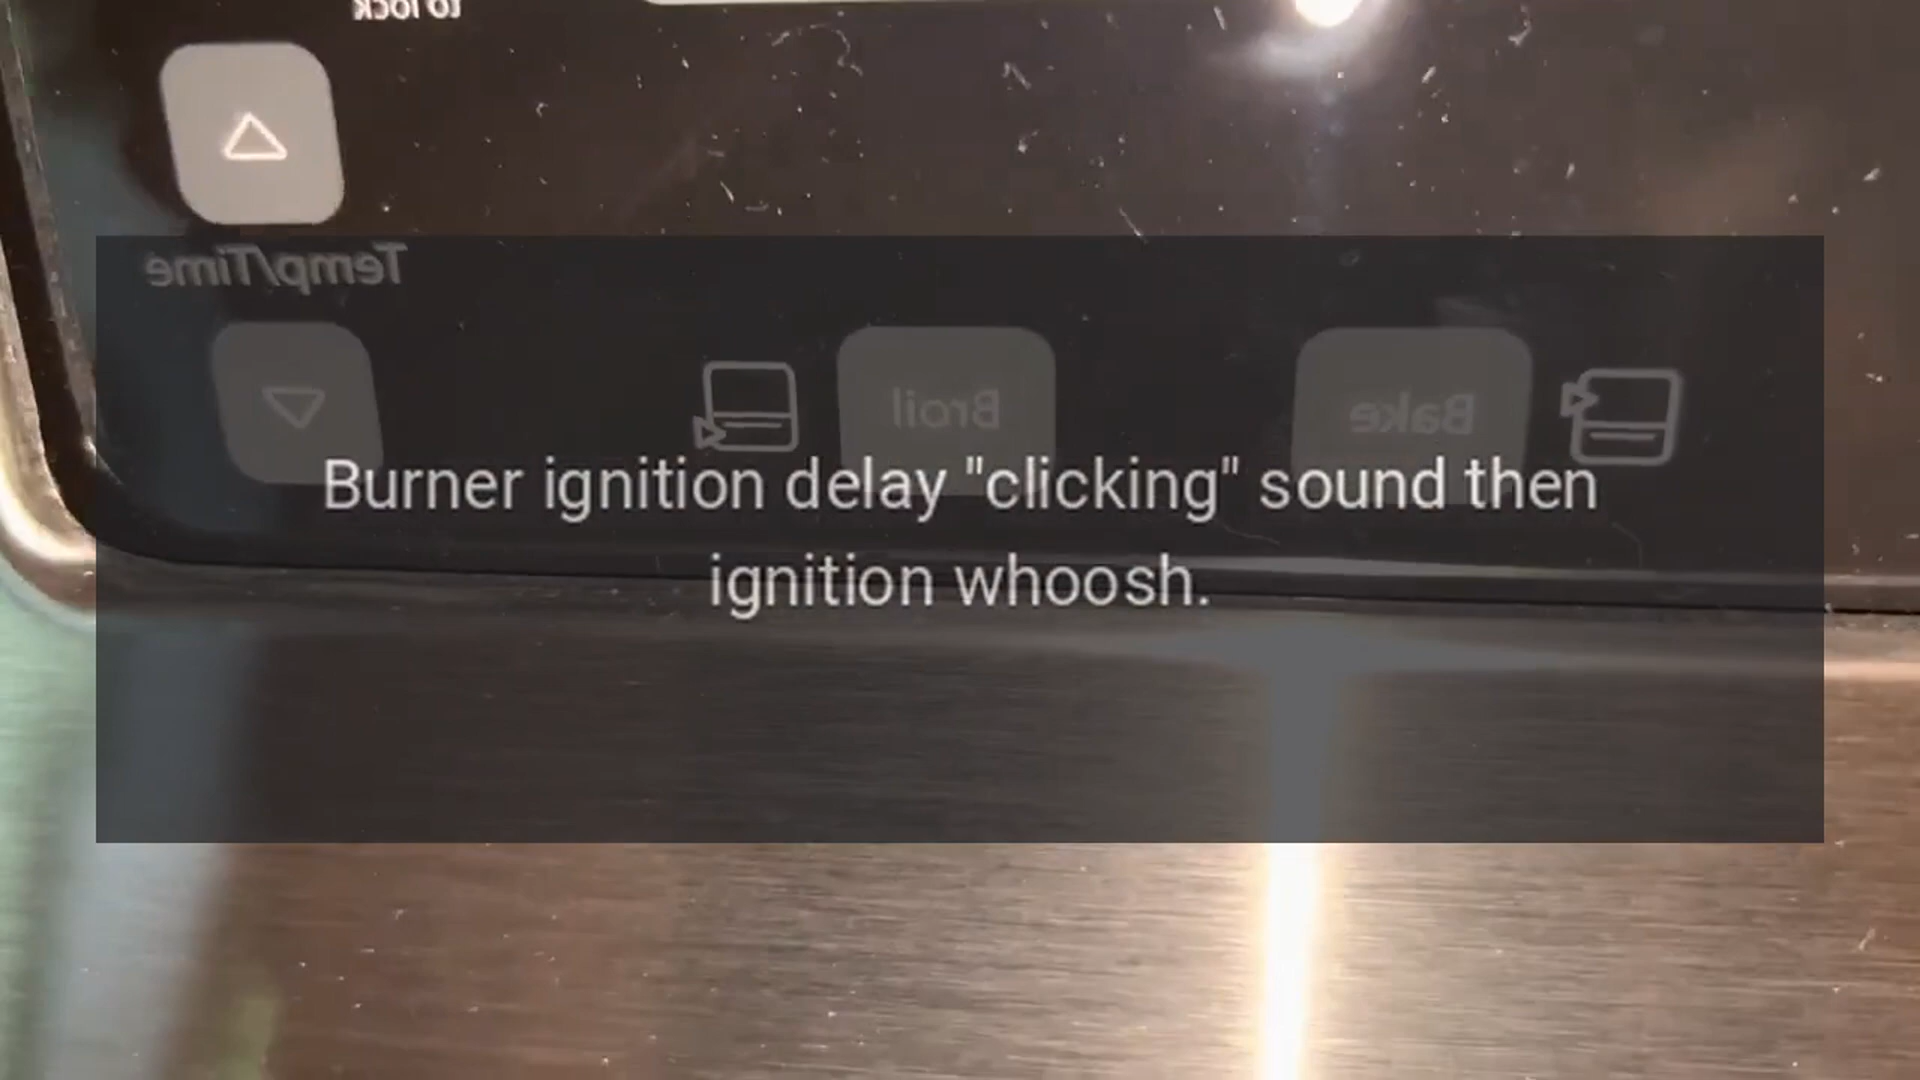 to lock
Temp/Time
Broil Bake
Burner ignition delay "clicking" sound then
ignition whoosh.